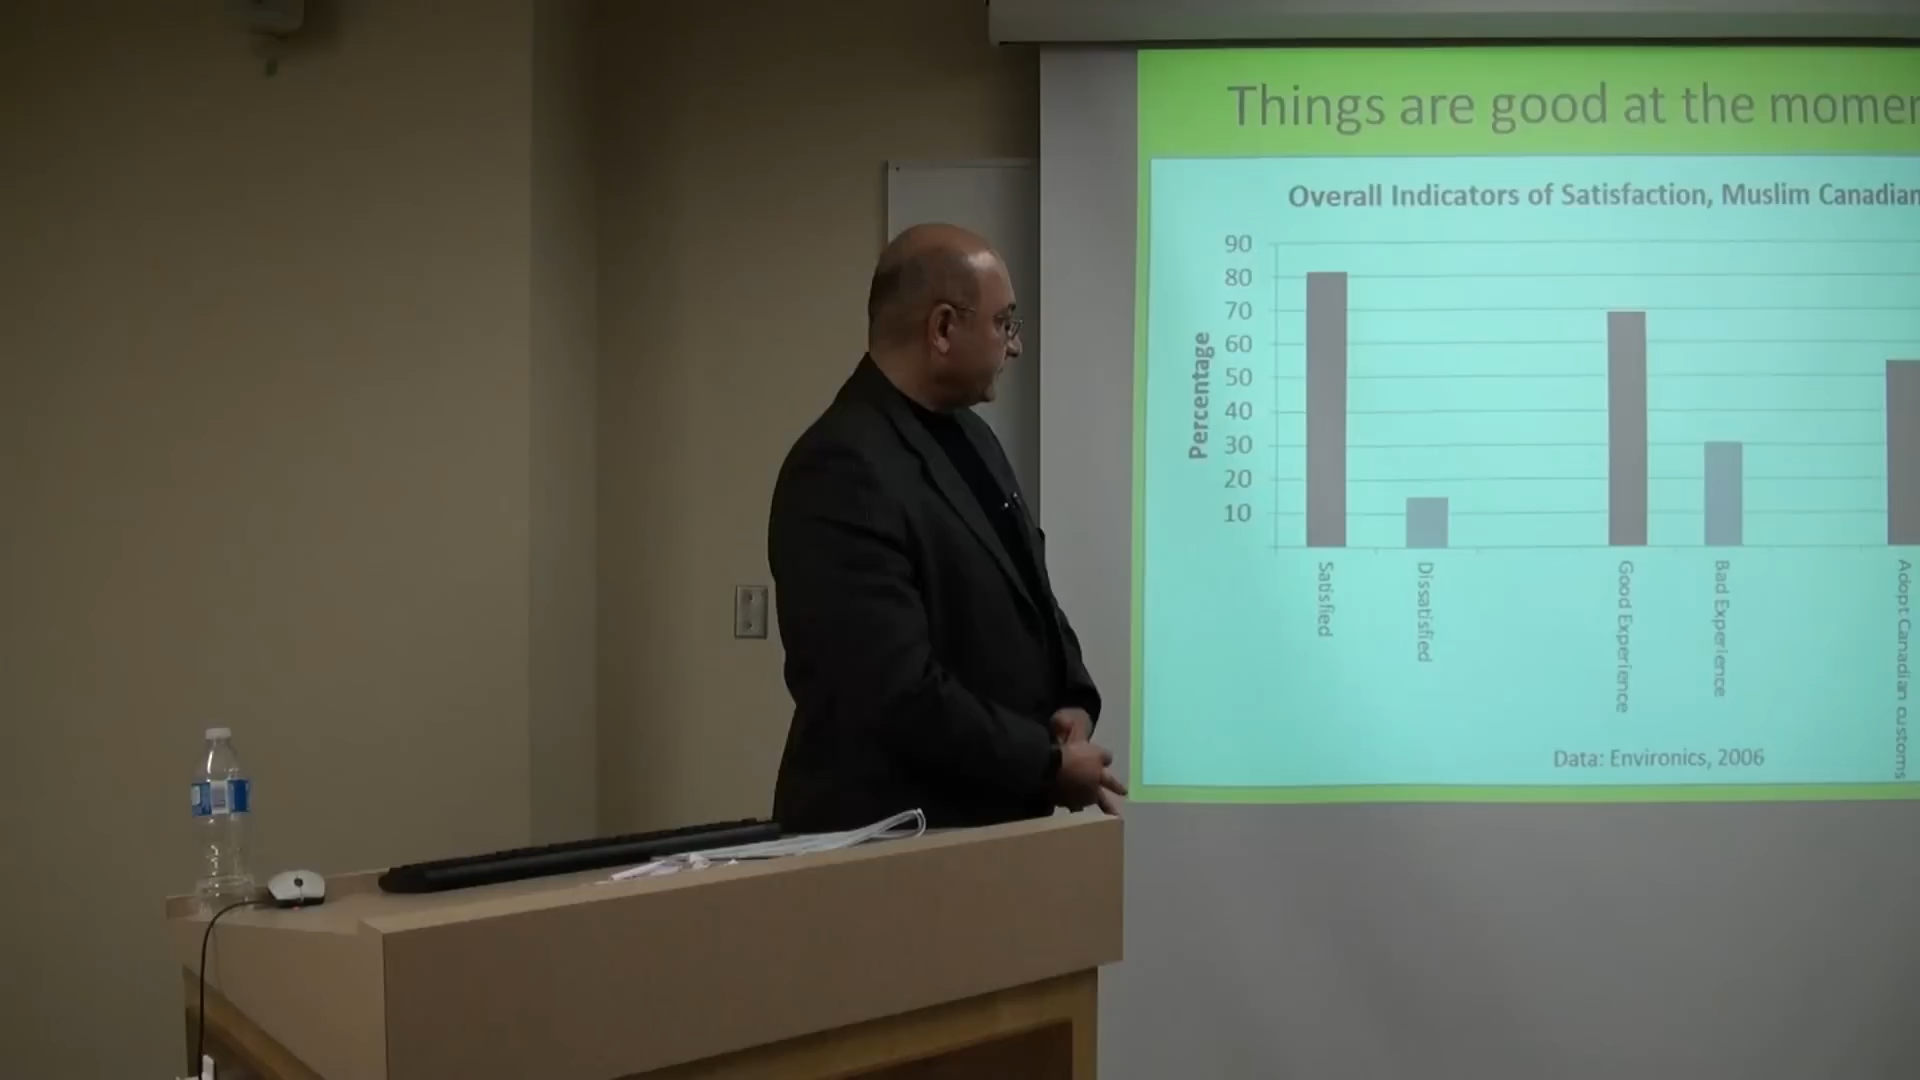 Things are good at the momen
Overall Indicators of Satisfaction, Muslim Canadian
90
80
70
60
50
40
30
20
10
Percentage
Satisfied
Dissatisfied
Good Experience
Bad Experience
Adopt Canadian customs
Data: Environics, 2006